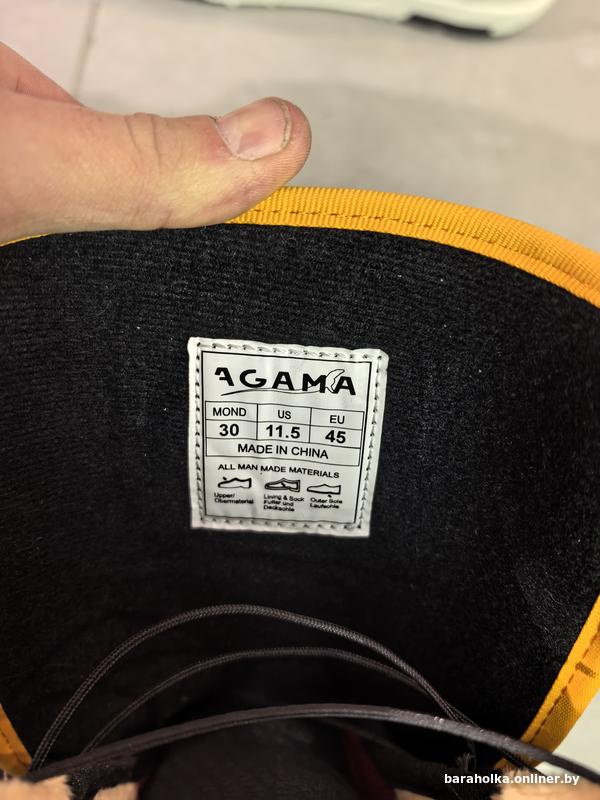 AGAMA
MOND US EU
30 11.5 45
MADE IN CHINA
ALL MAN MADE MATERIALS
Upper/ Lining & Sock Outer Sole
Obermaterial Futter und Laufsohle
Decksohle
baraholka.onliner.by